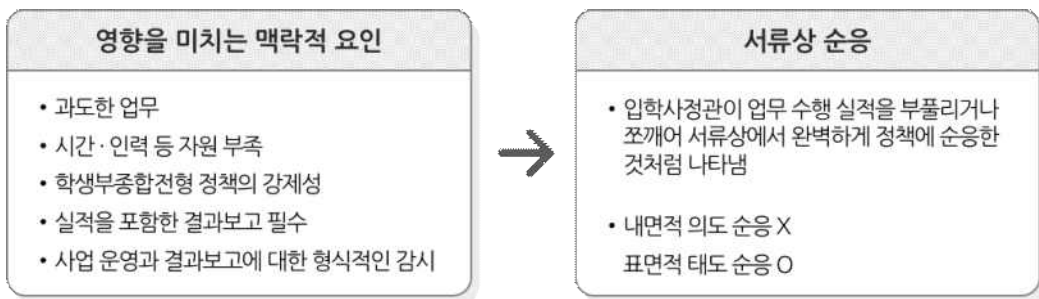 영향을 미치는 맥락적 요인
• 과도한 업무
• 시간 · 인력 등 자원 부족
• 학생부종합전형 정책의 강제성
• 실적을 포함한 결과보고 필수
• 사업 운영과 결과보고에 대한 형식적인 감시
서류상 순응
• 입학사정관이 업무 수행 실적을 부풀리거나
쪼깨어 서류상에서 완벽하게 정책에 순응한
것처럼 나타냄
• 내면적 의도 순응 X
표면적 태도 순응 O